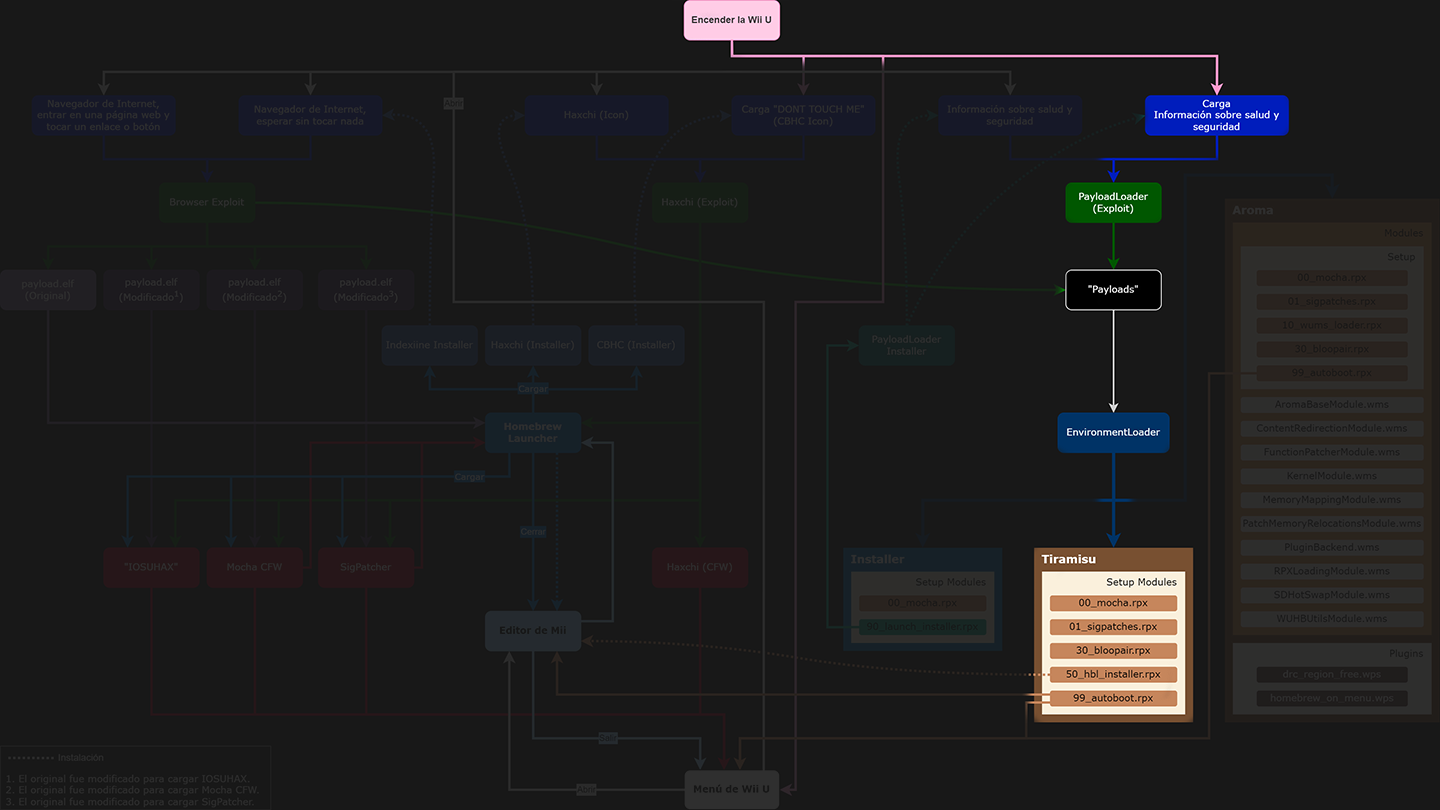 Encender la Wii U
Abrir
Navegador de Internet,
entrar en una página web y
tocar un enlace o botón
Navegador de Internet,
esperar sin tocar nada
Haxchi (Icon)
Carga "DONT TOUCH ME"
(CBHC Icon)
Información sobre salud y
seguridad
Carga
Información sobre salud y
seguridad
Browser Exploit
Haxchi (Exploit)
PayloadLoader
(Exploit)
payload.elf
(Original)
payload.elf
(Modificado¹)
payload.elf
(Modificado²)
payload.elf
(Modificado³)
"Payloads"
Indexiine Installer
Haxchi (Installer)
CBHC (Installer)
PayloadLoader
Installer
Cargar
Homebrew
Launcher
EnvironmentLoader
Cargar
Cerrar
"IOSUHAX"
Mocha CFW
SigPatcher
Haxchi (CFW)
Editor de Mii
Installer
Setup Modules
00_mocha.rpx
90_launch_installer.rpx
Tiramisu
Setup Modules
00_mocha.rpx
01_sigpatches.rpx
30_bloopair.rpx
50_hbl_installer.rpx
99_autoboot.rpx
Aroma
Modules
Setup
00_mocha.rpx
01_sigpatches.rpx
10_wums_loader.rpx
30_bloopair.rpx
99_autoboot.rpx
AromaBaseModule.wms
ContentRedirectionModule.wms
FunctionPatcherModule.wms
KernelModule.wms
MemoryMappingModule.wms
PatchMemoryRelocationsModule.wms
PluginBackend.wms
RPXLoadingModule.wms
SDHotSwapModule.wms
WUHBUtilsModule.wms
Plugins
drc_region_free.wps
homebrew_on_menu.wps
Salir
Abrir
Menú de Wii U
Instalación
1. El original fue modificado para cargar IOSUHAX.
2. El original fue modificado para cargar Mocha CFW.
3. El original fue modificado para cargar SigPatcher.